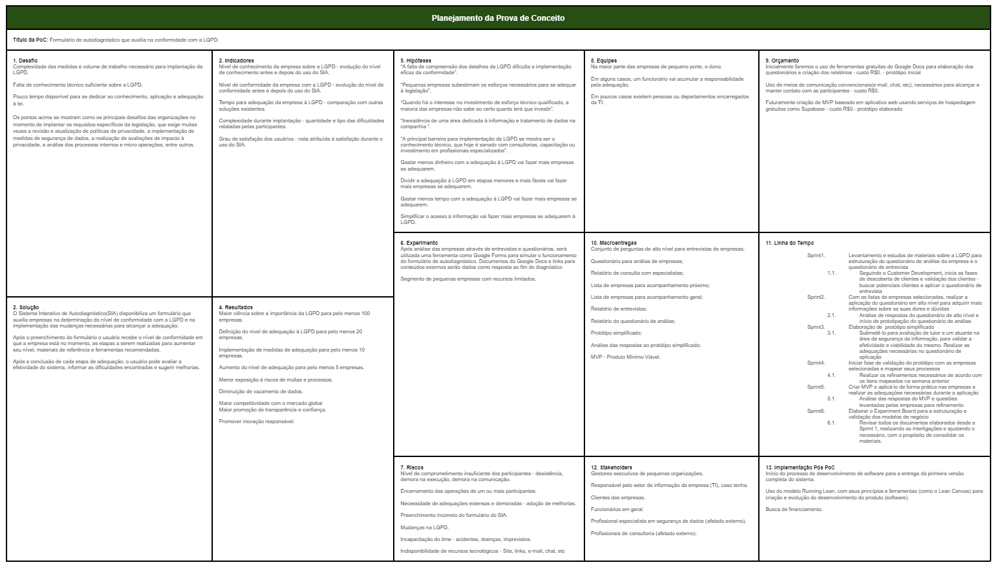 Planejamento da Prova de Conceito
Título da PoC: Formulário de autodiagnóstico que auxilia na conformidade com a LGPD.
1. Desafio
Complexidade das medidas e volume de trabalho necessário para implantação da
LGPD.
Falta de conhecimento técnico suficiente sobre a LGPD.
Pouco tempo disponível para se dedicar ao conhecimento, aplicação e adequação
à lei.
Os pontos acima se mostram como os principais desafios das organizações no
momento de implantar os requisitos específicos da legislação, que exige muitas
vezes a revisão e atualização de políticas de privacidade, a implementação de
medidas de segurança de dados, a realização de avaliações de impacto à
privacidade, a análise dos processos internos e micro operações, entre outros.
2. Indicadores
Nível de conhecimento da empresa sobre a LGPD - evolução do nível
de conhecimento antes e depois do uso do SIA.
Nível de conformidade da empresa com a LGPD - evolução do nível de
conformidade antes e depois do uso do SIA.
Tempo para adequação da empresa à LGPD - comparação com outras
soluções existentes.
Complexidade durante implantação - quantidade e tipo das dificuldades
relatadas pelas participantes.
Grau de satisfação dos usuários - nota atribuída à satisfação durante o
uso do SIA.
5. Hipóteses
“A falta de compreensão dos detalhes da LGPD dificulta a implementação
eficaz da conformidade”.
“Pequenas empresas subestimam os esforços necessários para se adequar
à legislação”.
“Quando há o interesse no investimento de esforço técnico qualificado, a
maioria das empresas não sabe ao certo quanto terá que investir”.
“Inexistência de uma área dedicada à informação e tratamento de dados na
companhia “.
“A principal barreira para implementação da LGPD se mostra ser o
conhecimento técnico, que hoje é sanado com consultorias, capacitação ou
investimento em profissionais especializados”.
Gastar menos dinheiro com a adequação à LGPD vai fazer mais empresas
se adequarem.
Dividir a adequação à LGPD em etapas menores e mais fáceis vai fazer
mais empresas se adequarem.
Gastar menos tempo com a adequação à LGPD vai fazer mais empresas se
adequarem.
Simplificar o acesso à informação vai fazer mais empresas se adequarem à
LGPD.
8. Equipes
Na maior parte das empresas de pequeno porte, o dono.
Em alguns casos, um funcionário vai acumular a responsabilidade
pela adequação.
Em poucos casos existem pessoas ou departamentos encarregados
da TI.
9. Orçamento
Inicialmente faremos o uso de ferramentas gratuitas do Google Docs para elaboração dos
questionários e criação dos relatórios - custo R$0. - protótipo inicial
Uso de meios de comunicação convencionais(e-mail, chat, etc), necessários para alcançar e
manter contato com as participantes - custo R$0.
Futuramente criação de MVP baseado em aplicativo web usando serviços de hospedagem
gratuitos como Supabase - custo R$0.- protótipo elaborado
6. Experimento
Após análise das empresas através de entrevistas e questionários, será
utilizada uma ferramenta como Google Forms para simular o funcionamento
do formulário de autodiagnóstico. Documentos do Google Docs e links para
conteúdos externos serão dados como resposta ao fim do diagnóstico
Segmento de pequenas empresas com recursos limitados.
10. Macroentregas
Conjunto de perguntas de alto nível para entrevistas de empresas;
Questionário para análise de empresas;
Relatório de consulta com especialistas;
Lista de empresas para acompanhamento próximo;
Lista de empresas para acompanhamento geral;
Relatório de entrevistas;
Relatório do questionário de análise;
Protótipo simplificado;
Análise das respostas ao protótipo simplificado;
MVP - Produto Mínimo Viável.
11. Linha do Tempo
Sprint1. Levantamento e estudos de materiais sobre a LGPD para
estruturação do questionário de análise da empresa e o
questionário de entrevista
1.1. Seguindo o Customer Development, inicia as fases
de descoberta de clientes e validação dos clientes -
buscar potenciais clientes e aplicar o questionário de
entrevista
Sprint2. Com as listas de empresas selecionadas, realizar a
aplicação do questionário em alto nível para adquirir mais
informações sobre as suas dores e dúvidas
2.1. Análise de respostas do questionário de alto nível e
início de prototipação do questionário de análise.
Sprint3. Elaboração de protótipo simplificado
3.1. Submetê-lo para avaliação de tutor e um atuante na
área de segurança da informação, para validar a
efetividade e viabilidade do mesmo. Realizar as
adequações necessárias no questionário de
aplicação
Sprint4. Iniciar fase de validação do protótipo com as empresas
selecionadas e mapear seus processos
4.1. Realizar os refinamentos necessários de acordo com
os itens mapeados na semana anterior
Sprint5. Criar MVP e aplicá-lo de forma prática nas empresas e
realizar as adequações necessárias durante a aplicação
5.1. Análise das respostas do MVP e questões
levantadas pelas empresas para refinamento
Sprint6. Elaborar o Experiment Board para a estruturação e
validação dos modelos de negócio
6.1. Revisar todos os documentos elaborados desde a
Sprint 1, realizando as interligações e ajustando o
necessário, com o propósito de consolidar os
materiais.
2. Solução
O Sistema Interativo de Autodiagnóstico(SIA) disponibiliza um formulário que
auxilia empresas na determinação do nível de conformidade com a LGPD e na
implementação das mudanças necessárias para alcançar a adequação.
Após o preenchimento do formulário o usuário recebe o nível de conformidade em
que a empresa está no momento, as etapas a serem realizadas para aumentar
seu nível, materiais de referência e ferramentas recomendadas.
Após a conclusão de cada etapa de adequação, o usuário pode avaliar a
efetividade do sistema, informar as dificuldades encontradas e sugerir melhorias.
4. Resultados
Maior ciência sobre a importância da LGPD para pelo menos 100
empresas.
Definição do nível de adequação à LGPD para pelo menos 20
empresas.
Implementação de medidas de adequação para pelo menos 10
empresas.
Aumento do nível de adequação para pelo menos 5 empresas.
Menor exposição à riscos de multas e processos.
Diminuição de vazamento de dados.
Maior competitividade com o mercado global
Maior promoção de transparência e confiança.
Promover inovação responsável.
7. Riscos
Nível de comprometimento insuficiente dos participantes - desistência,
demora na execução, demora na comunicação.
Encerramento das operações de um ou mais participantes.
Necessidade de adequações extensas e demoradas - adoção de melhorias.
Preenchimento incorreto do formulário do SIA.
Mudanças na LGPD.
Incapacitação do time - acidentes, doenças, imprevistos.
Indisponibilidade de recursos tecnológicos - Site, links, e-mail, chat, etc
12. Stakeholders
Gestores executivos de pequenas organizações.
Responsável pelo setor de informação da empresa (TI), caso tenha.
Clientes das empresas.
Funcionários em geral.
Profissional especialista em segurança de dados (afetado externo).
Profissionais de consultoria (afetado externo).
13. Implementação Pós PoC
Início do processo de desenvolvimento de software para a entrega da primeira versão
completa do sistema.
Uso do modelo Running Lean, com seus princípios e ferramentas (como o Lean Canvas) para
criação e evolução do desenvolvimento do produto (software).
Busca de financiamento.